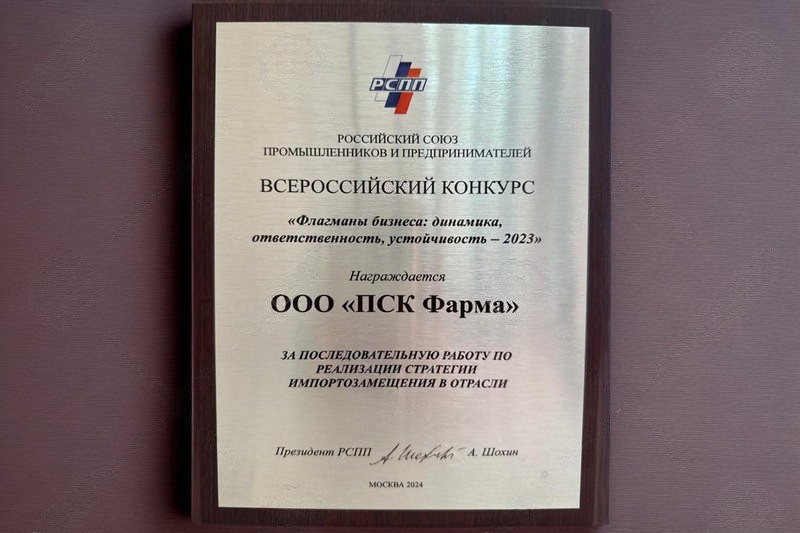 РСПП
РОССИЙСКИЙ СОЮЗ
ПРОМЫШЛЕННИКОВ И ПРЕДПРИНИМАТЕЛЕЙ
ВСЕРОССИЙСКИЙ КОНКУРС
«Флагманы бизнеса: динамика,
ответственность, устойчивость – 2023»
Награждается
ООО «ПСК Фарма»
ЗА ПОСЛЕДОВАТЕЛЬНУЮ РАБОТУ ПО
РЕАЛИЗАЦИИ СТРАТЕГИИ
ИМПОРТОЗАМЕЩЕНИЯ В ОТРАСЛИ
Президент РСПП А. Шохин
МОСКВА 2024